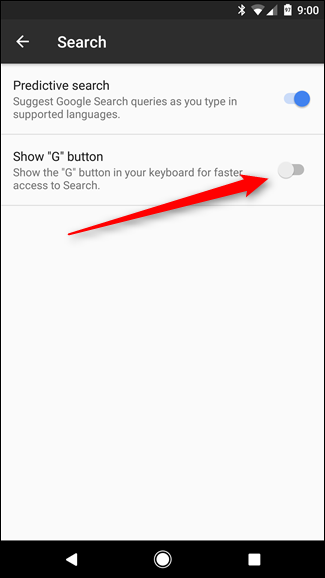 9:00
Search
Predictive search
Suggest Google Search queries as you type in
supported languages.
Show "G" button
Show the "G" button in your keyboard for faster
access to Search.